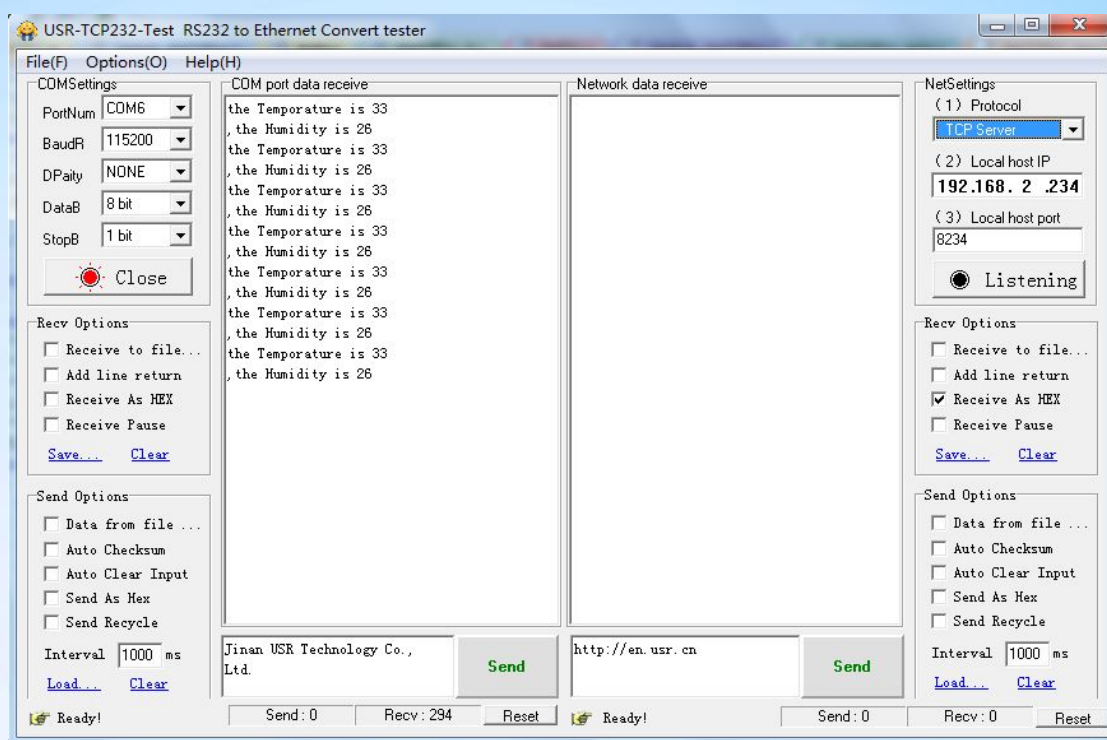 USR-TCP232-Test RS232 to Ethernet Convert tester
File(F) Options(O) Help(H)
COMSettings
PortNum COM6
BaudR 115200
DPaity NONE
DataB 8 bit
StopB 1 bit
Close
Recv Options
Receive to file...
Add line return
Receive As HEX
Receive Pause
Save... Clear
Send Options
Data from file ...
Auto Checksum
Auto Clear Input
Send As Hex
Send Recycle
Interval 1000 ms
Load... Clear
Ready!
COM port data receive
the Temporature is 33
, the Humidity is 26
the Temporature is 33
, the Humidity is 26
the Temporature is 33
, the Humidity is 26
the Temporature is 33
, the Humidity is 26
the Temporature is 33
, the Humidity is 26
the Temporature is 33
, the Humidity is 26
the Temporature is 33
, the Humidity is 26
Jinan USR Technology Co.,
Ltd.
Send
Send : 0 Recv : 294 Reset
Network data receive
http://en.usr.cn
Send
Ready! Send : 0 Recv : 0 Reset
NetSettings
(1) Protocol
TCP Server
(2) Local host IP
192.168. 2 .234
(3) Local host port
8234
Listening
Recv Options
Receive to file...
Add line return
Receive As HEX
Receive Pause
Save... Clear
Send Options
Data from file ...
Auto Checksum
Auto Clear Input
Send As Hex
Send Recycle
Interval 1000 ms
Load... Clear